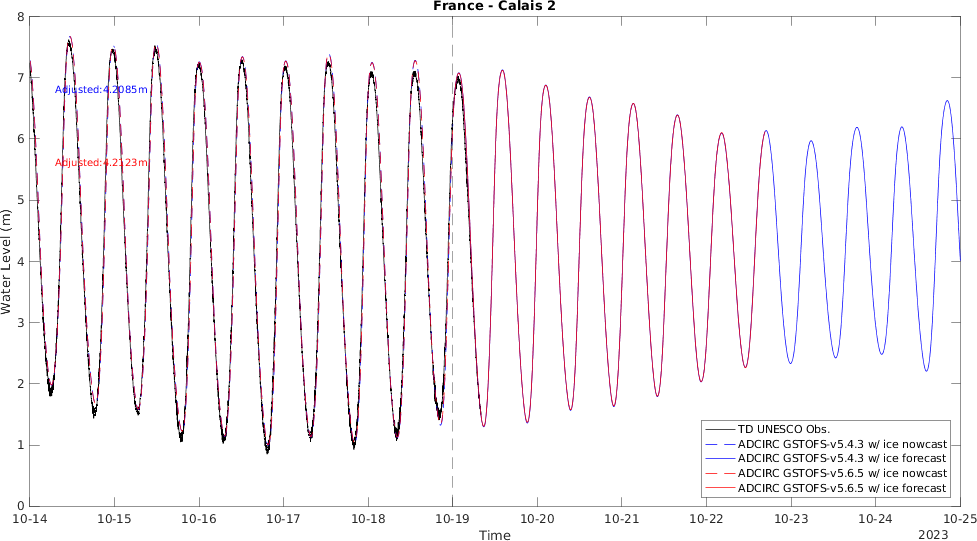 France - Calais 2
8
7
6
5
4
3
2
1
0
Water Level (m)
Adjusted:4.2085m
Adjusted:4.2123m
TD UNESCO Obs.
ADCIRC GSTOFS-v5.4.3 w/ ice nowcast
ADCIRC GSTOFS-v5.4.3 w/ ice forecast
ADCIRC GSTOFS-v5.6.5 w/ ice nowcast
ADCIRC GSTOFS-v5.6.5 w/ ice forecast
10-14 10-15 10-16 10-17 10-18 10-19 10-20 10-21 10-22 10-23 10-24 10-25
Time
2023